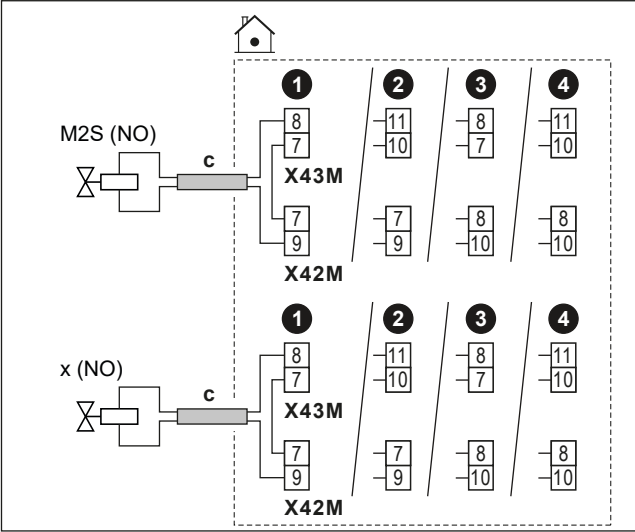 1 2 3 4
M2S (NO)
c
8 11 8 11
7 10 7 10
X43M
7 7 8 8
9 9 10 10
X42M
1 2 3 4
x (NO)
c
8 11 8 11
7 10 7 10
X43M
7 7 8 8
9 9 10 10
X42M